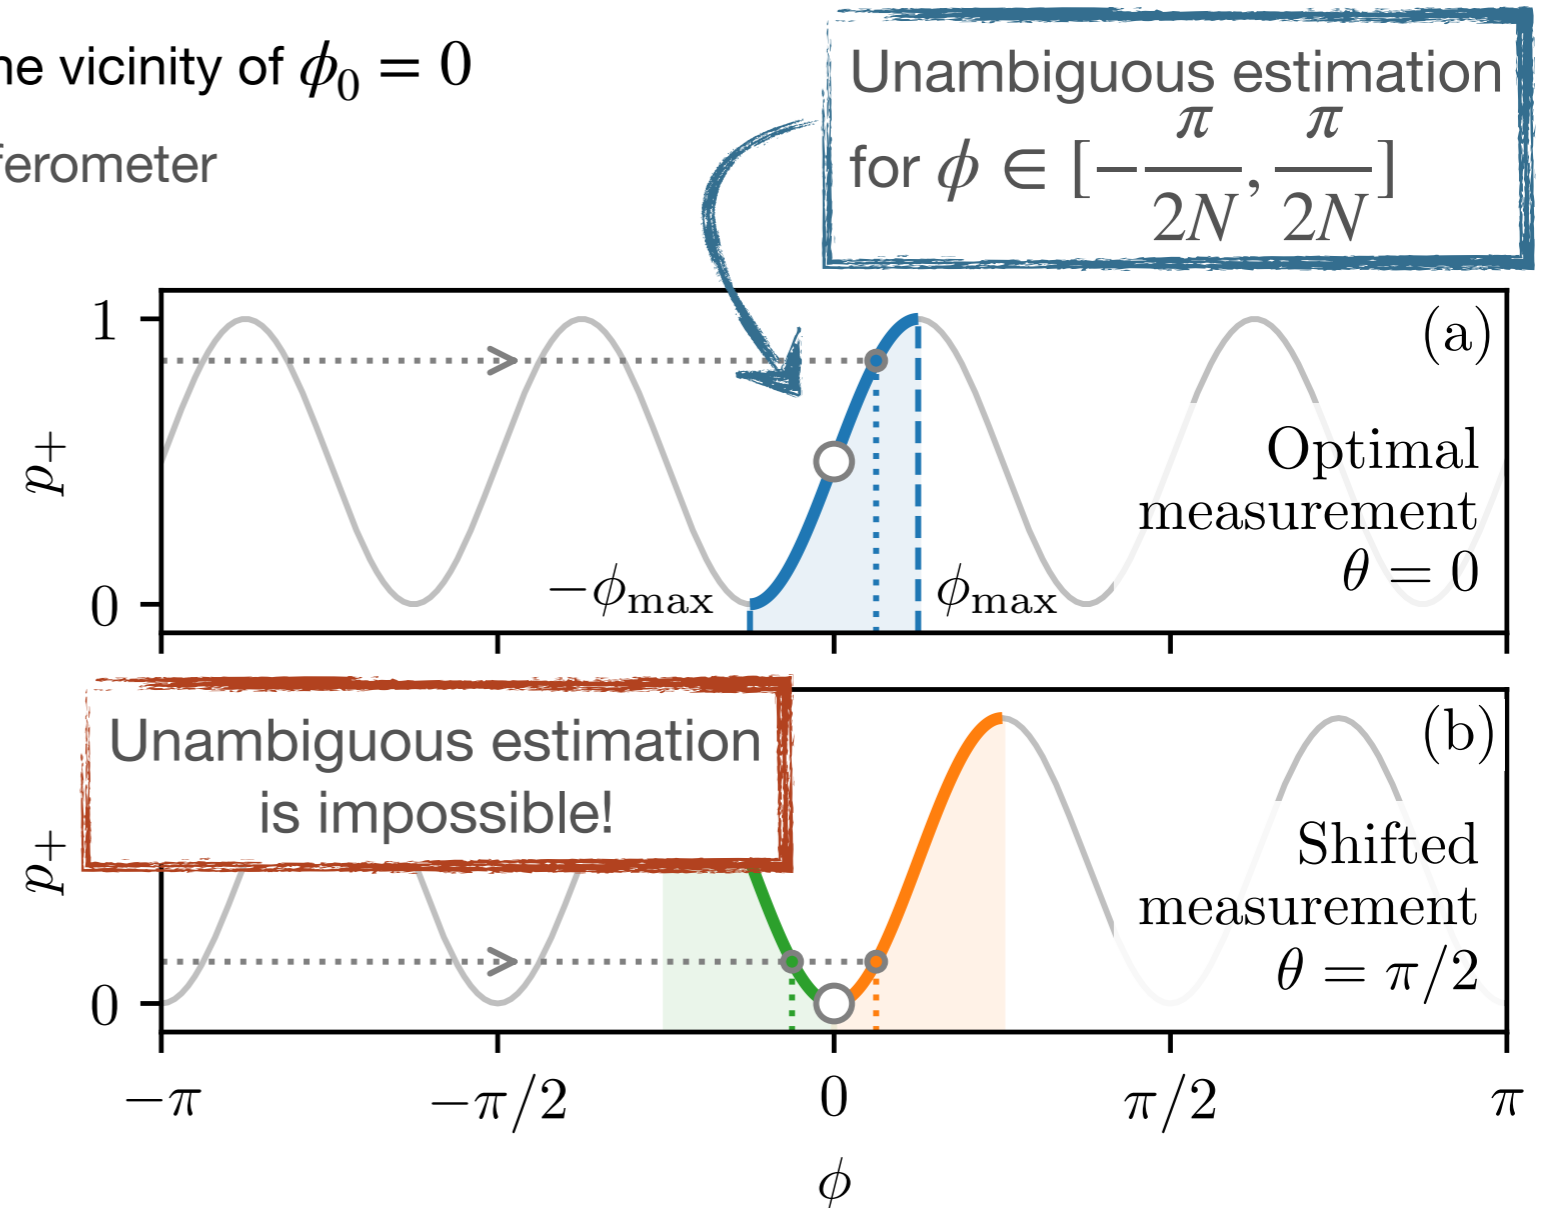 he vicinity of ϕ₀ = 0
ferometer
Unambiguous estimation
for ϕ ∈ [−π/2N, π/2N]
1
(a)
p₊
Optimal
measurement
θ = 0
−ϕmax
ϕmax
0
Unambiguous estimation
is impossible!
(b)
p₊
Shifted
measurement
θ = π/2
0
−π
−π/2
0
π/2
π
ϕ